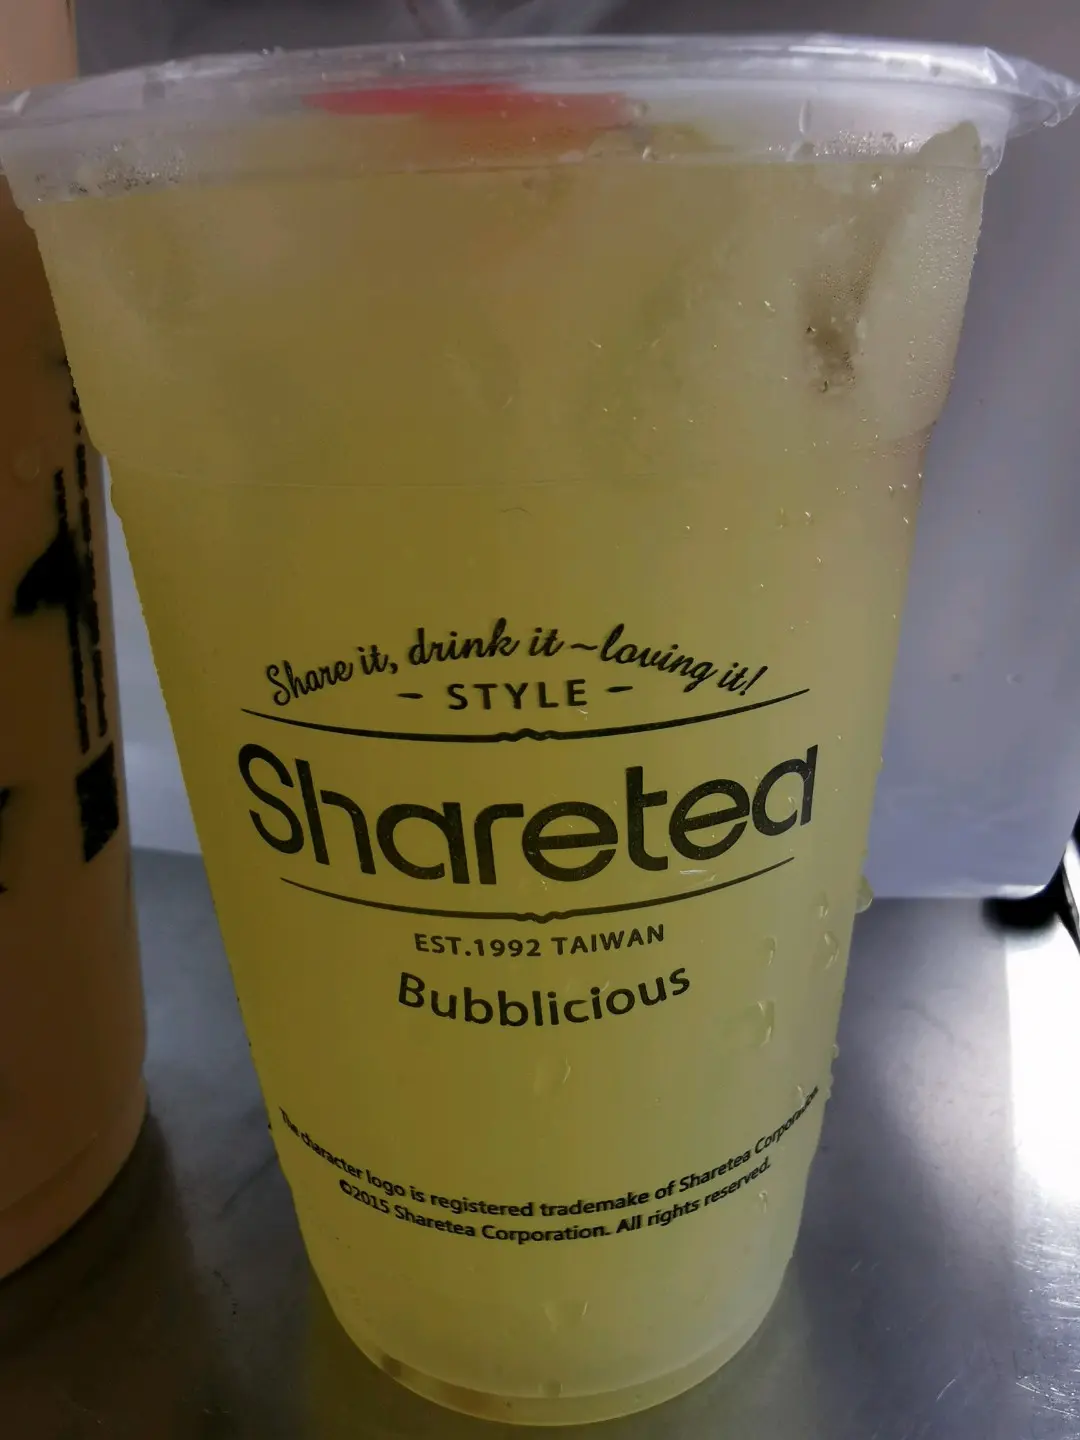 Share it, drink it ~loving it!
- STYLE -
Sharetea
EST.1992 TAIWAN
Bubblicious
The character logo is registered trademake of Sharetea Corporation
©2015 Sharetea Corporation. All rights reserved.